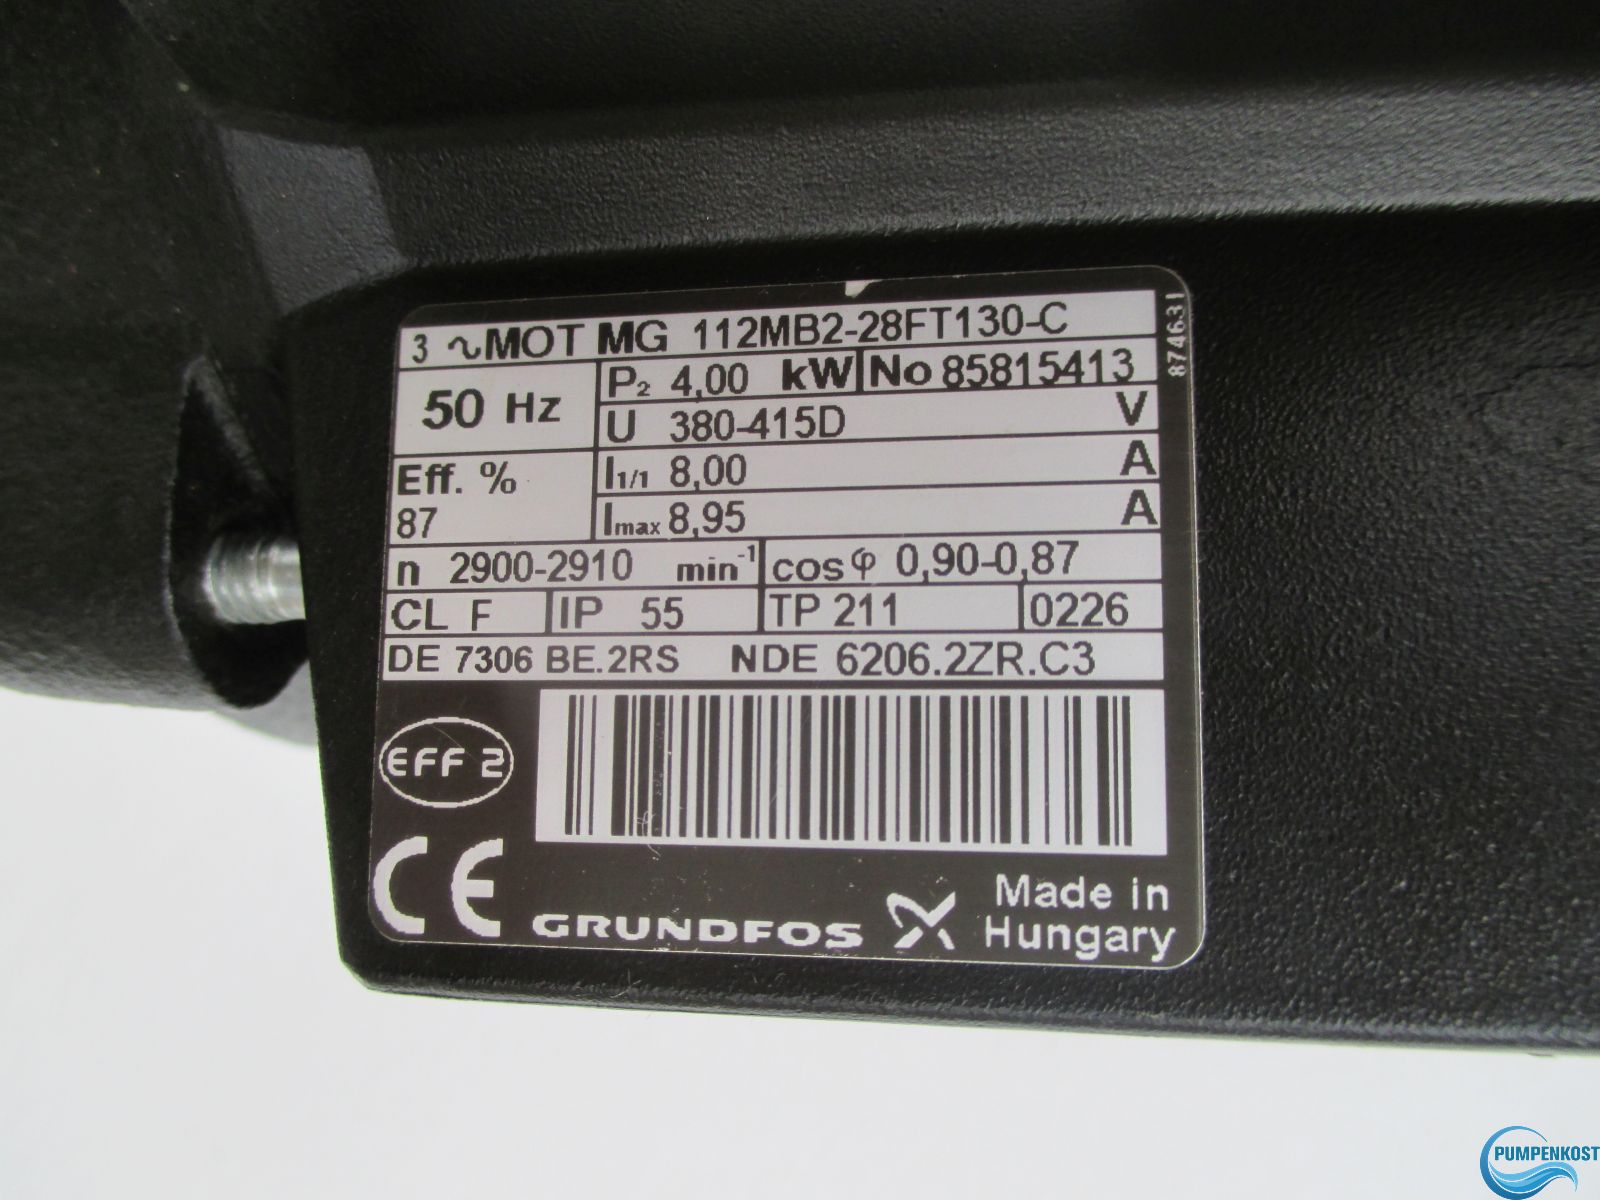 3 ∿MOT MG 112MB2-28FT130-C
874631
50 Hz
P2 4,00 kW No 85815413
U 380-415D V
Eff. %
87
I1/1 8,00 A
Imax 8,95 A
n 2900-2910 min-1 cos φ 0,90-0,87
CL F IP 55 TP 211 0226
DE 7306 BE.2RS NDE 6206.2ZR.C3
EFF 2
CE
GRUNDFOS
Made in
Hungary
PUMPENKOST